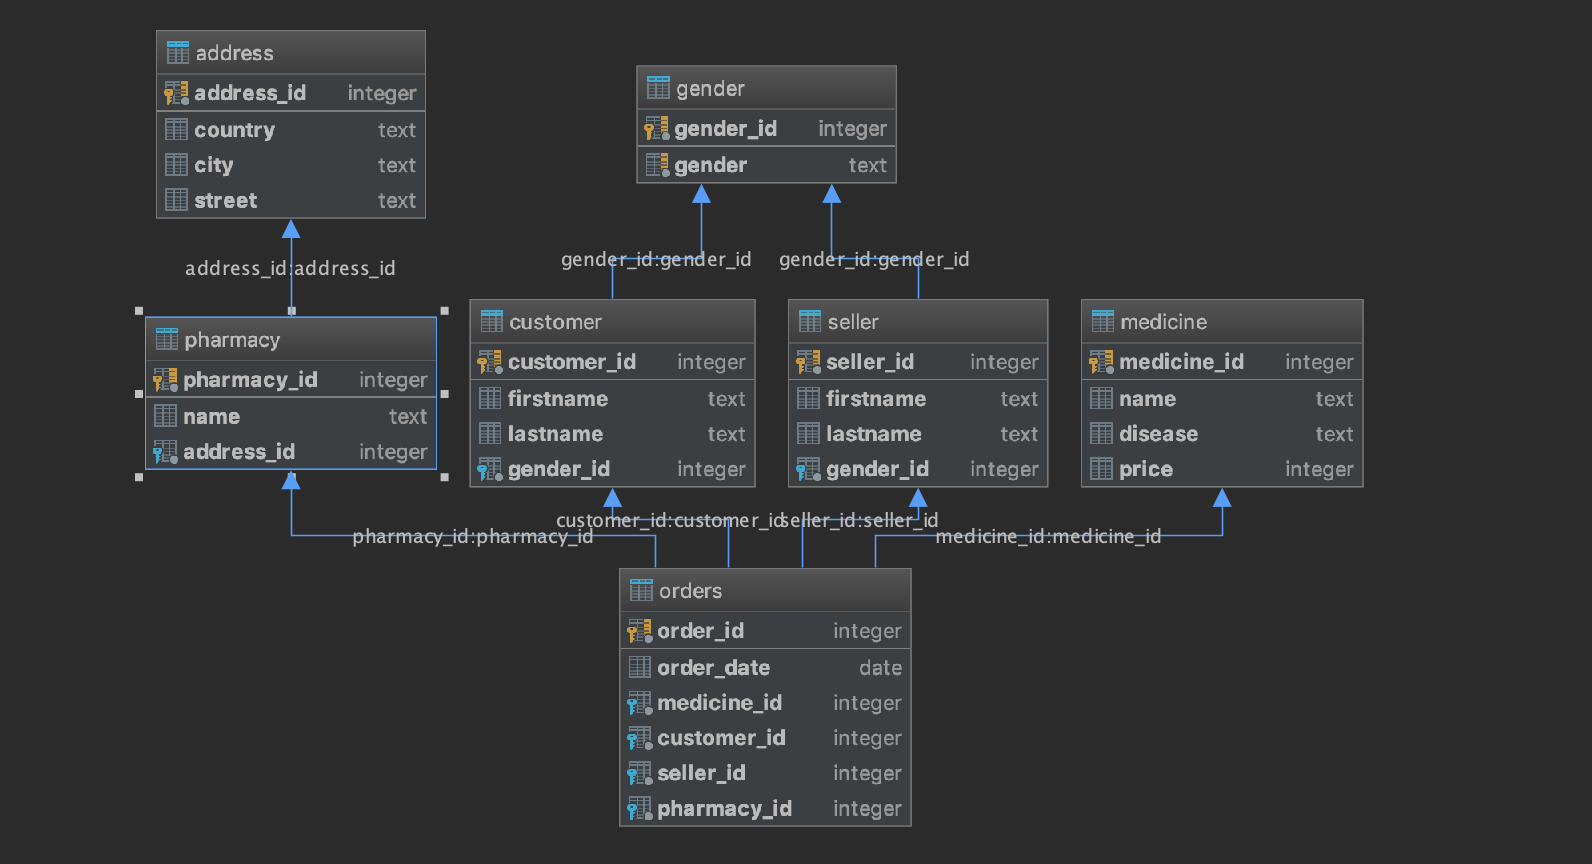 address
address_id integer
country text
city text
street text
gender
gender_id integer
gender text
address_id:address_id
gender_id:gender_id
gender_id:gender_id
pharmacy
pharmacy_id integer
name text
address_id integer
customer
customer_id integer
firstname text
lastname text
gender_id integer
seller
seller_id integer
firstname text
lastname text
gender_id integer
medicine
medicine_id integer
name text
disease text
price integer
pharmacy_id:pharmacy_id
customer_id:customer_id
seller_id:seller_id
medicine_id:medicine_id
orders
order_id integer
order_date date
medicine_id integer
customer_id integer
seller_id integer
pharmacy_id integer